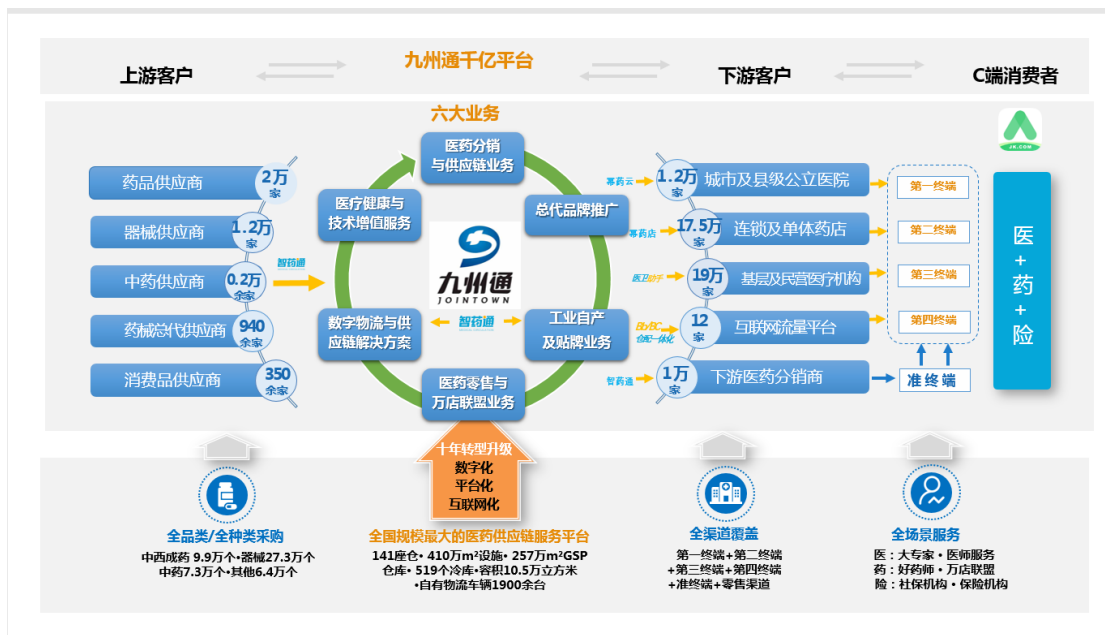 上游客户
九州通千亿平台
下游客户
C端消费者
六大业务
JK.COM
药品供应商
2万
家
器械供应商
1.2万
家
中药供应商
0.2万
余家
药械总代供应商
940
余家
消费品供应商
350
余家
智药通
医药分销
与供应链业务
总代品牌推广
工业自产
及贴牌业务
医药零售与
万店联盟业务
数字物流与供
应链解决方案
医疗健康与
技术增值服务
九州通
JOINTOWN
智药通
幂药云
1.2万
家
城市及县级公立医院
幂药店
17.5万
家
连锁及单体药店
医卫助手
19万
家
基层及民营医疗机构
BbBC
仓配一体化
12
家
互联网流量平台
智药通
1万
家
下游医药分销商
第一终端
第二终端
第三终端
第四终端
准终端
医+药+险
十年转型升级
数字化
平台化
互联网化
全品类/全种类采购
中西成药 9.9万个•器械27.3万个
中药7.3万个•其他6.4万个
全国规模最大的医药供应链服务平台
141座仓• 410万m²设施• 257万m²GSP
仓库• 519个冷库•容积10.5万立方米
•自有物流车辆1900余台
全渠道覆盖
第一终端+第二终端
+第三终端+第四终端
+准终端+零售渠道
全场景服务
医：大专家・医师服务
药：好药师・万店联盟
险：社保机构・保险机构